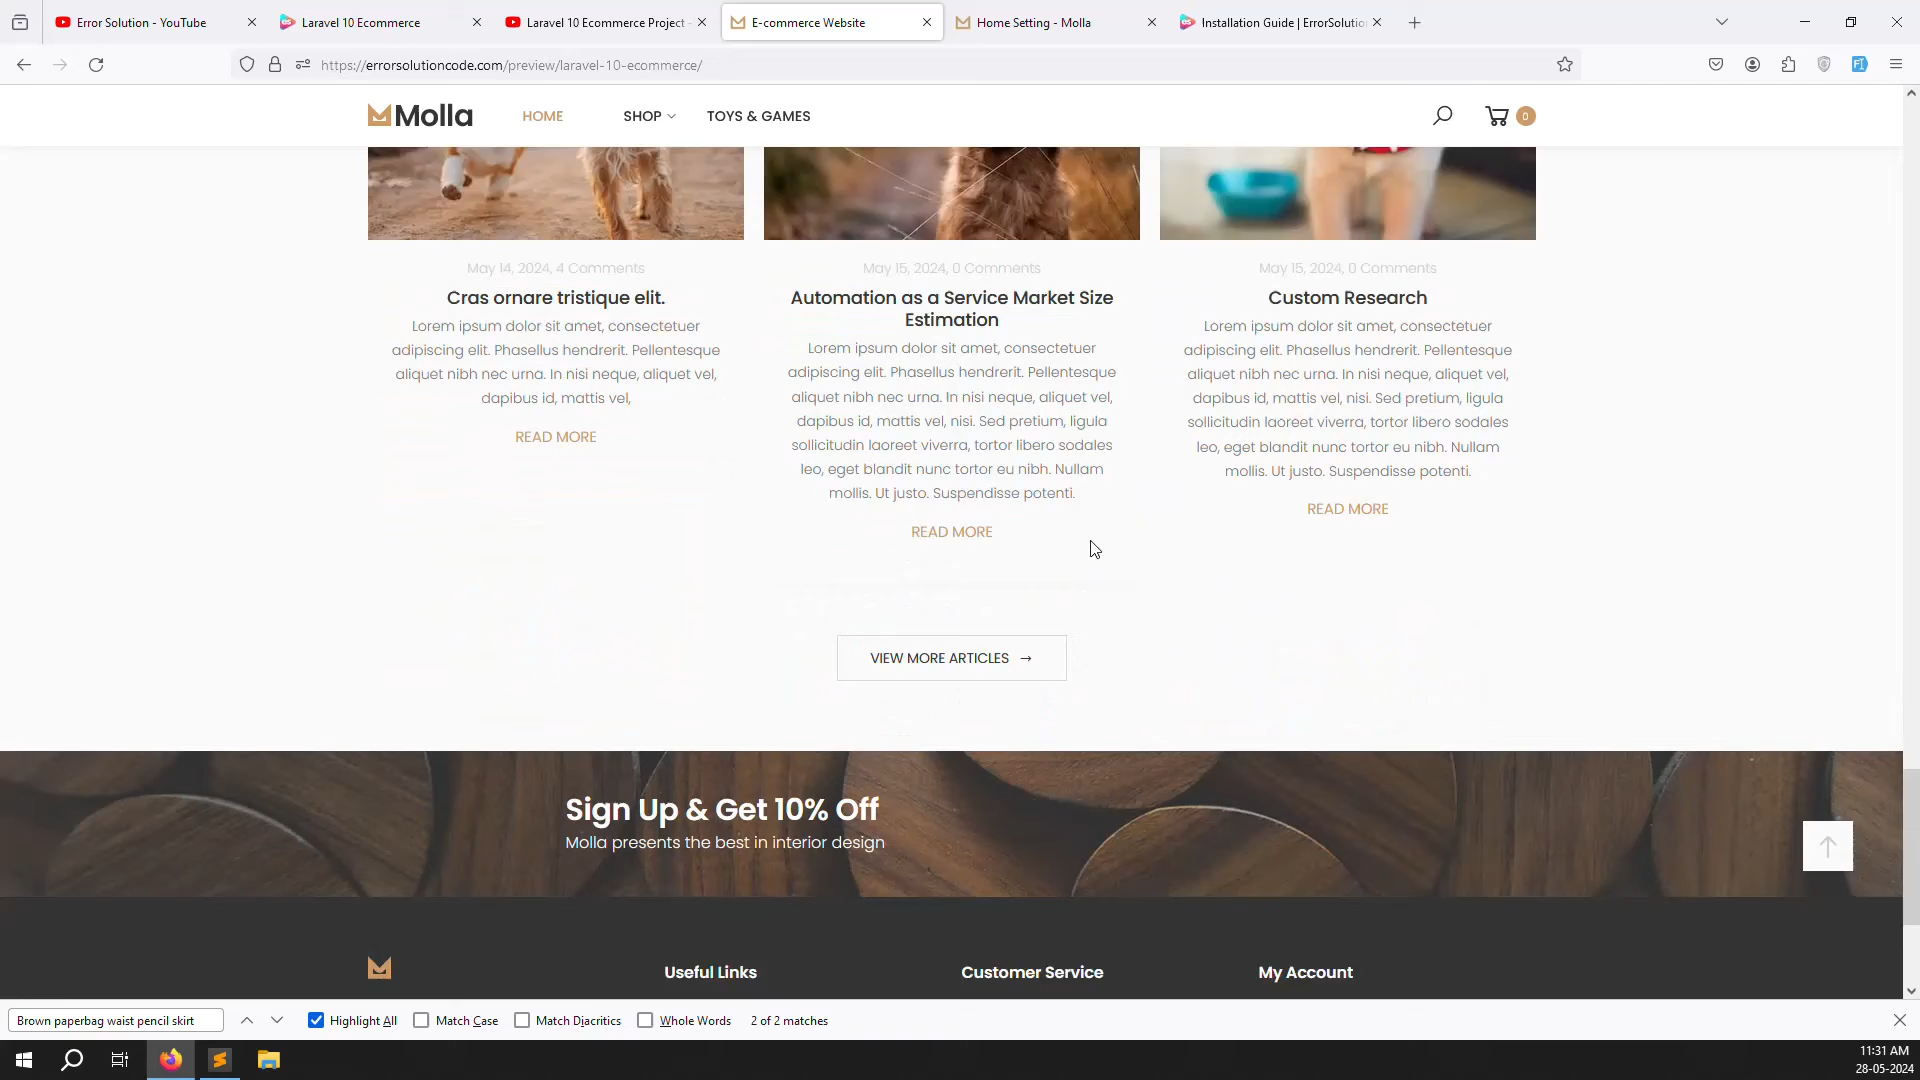 Error Solution - YouTube
Laravel 10 Ecommerce
Laravel 10 Ecommerce Project -
E-commerce Website
Home Setting - Molla
Installation Guide | ErrorSolution
https://errorsolutioncode.com/preview/laravel-10-ecommerce/
Molla
HOME
SHOP
TOYS & GAMES
0
May 14, 2024, 4 Comments
Cras ornare tristique elit.
Lorem ipsum dolor sit amet, consectetuer
adipiscing elit. Phasellus hendrerit. Pellentesque
aliquet nibh nec urna. In nisi neque, aliquet vel,
dapibus id, mattis vel,
READ MORE
May 15, 2024, 0 Comments
Automation as a Service Market Size
Estimation
Lorem ipsum dolor sit amet, consectetuer
adipiscing elit. Phasellus hendrerit. Pellentesque
aliquet nibh nec urna. In nisi neque, aliquet vel,
dapibus id, mattis vel, nisi. Sed pretium, ligula
sollicitudin laoreet viverra, tortor libero sodales
leo, eget blandit nunc tortor eu nibh. Nullam
mollis. Ut justo. Suspendisse potenti.
READ MORE
May 15, 2024, 0 Comments
Custom Research
Lorem ipsum dolor sit amet, consectetuer
adipiscing elit. Phasellus hendrerit. Pellentesque
aliquet nibh nec urna. In nisi neque, aliquet vel,
dapibus id, mattis vel, nisi. Sed pretium, ligula
sollicitudin laoreet viverra, tortor libero sodales
leo, eget blandit nunc tortor eu nibh. Nullam
mollis. Ut justo. Suspendisse potenti.
READ MORE
VIEW MORE ARTICLES →
Sign Up & Get 10% Off
Molla presents the best in interior design
Useful Links
Customer Service
My Account
Brown paperbag waist pencil skirt
Highlight All
Match Case
Match Diacritics
Whole Words
2 of 2 matches
11:31 AM
28-05-2024